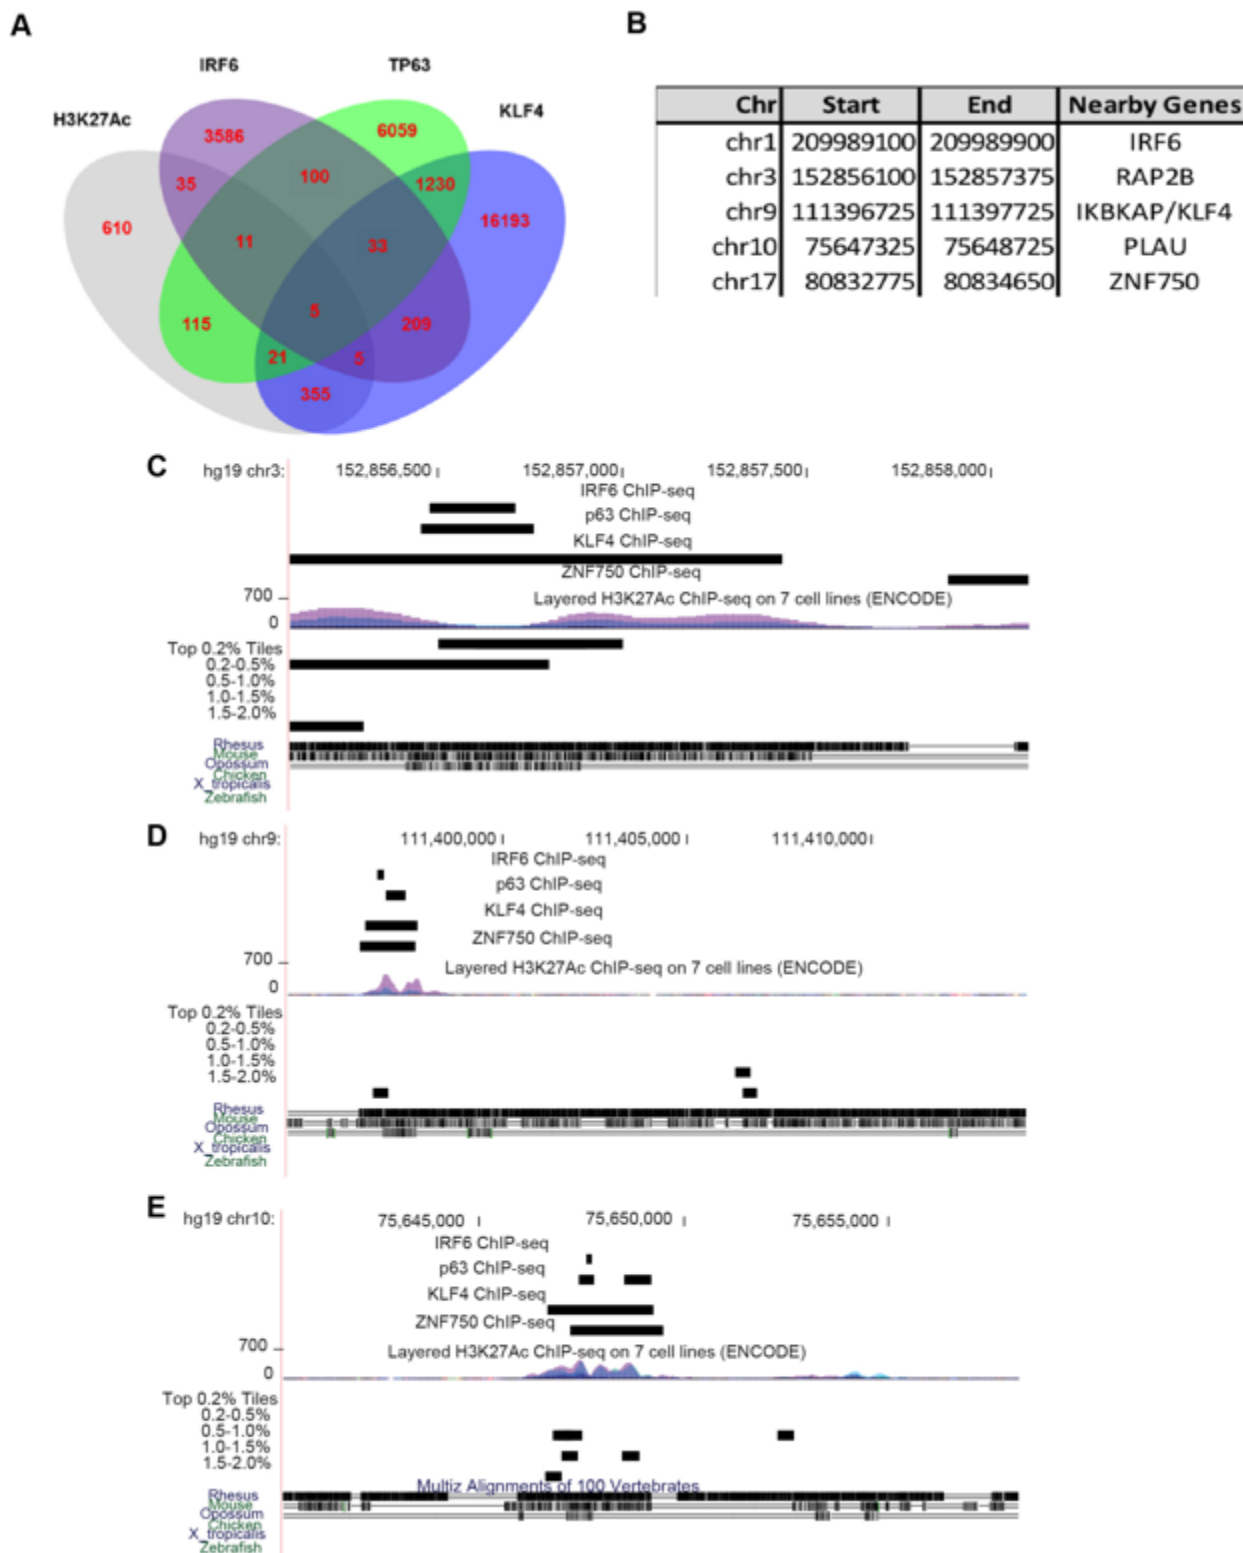 A
IRF6
TP63
H3K27Ac
KLF4
3586
6059
35
100
1230
610
16193
11
33
5
115
209
21
5
355
B
Chr Start End Nearby Genes
chr1 209989100 209989900 IRF6
chr3 152856100 152857375 RAP2B
chr9 111396725 111397725 IKBKAP/KLF4
chr10 75647325 75648725 PLAU
chr17 80832775 80834650 ZNF750
C
hg19 chr3: 152,856,500 152,857,000 152,857,500 152,858,000
IRF6 ChIP-seq
p63 ChIP-seq
KLF4 ChIP-seq
ZNF750 ChIP-seq
700
Layered H3K27Ac ChIP-seq on 7 cell lines (ENCODE)
0
Top 0.2% Tiles
0.2-0.5%
0.5-1.0%
1.0-1.5%
1.5-2.0%
Rhesus
Mouse
Opossum
Chicken
X_tropicalis
Zebrafish
D
hg19 chr9: 111,400,000 111,405,000 111,410,000
IRF6 ChIP-seq
p63 ChIP-seq
KLF4 ChIP-seq
ZNF750 ChIP-seq
700
Layered H3K27Ac ChIP-seq on 7 cell lines (ENCODE)
0
Top 0.2% Tiles
0.2-0.5%
0.5-1.0%
1.0-1.5%
1.5-2.0%
Rhesus
Mouse
Opossum
Chicken
X_tropicalis
Zebrafish
E
hg19 chr10: 75,645,000 75,650,000 75,655,000
IRF6 ChIP-seq
p63 ChIP-seq
KLF4 ChIP-seq
ZNF750 ChIP-seq
700
Layered H3K27Ac ChIP-seq on 7 cell lines (ENCODE)
0
Top 0.2% Tiles
0.2-0.5%
0.5-1.0%
1.0-1.5%
1.5-2.0%
Multiz Alignments of 100 Vertebrates
Rhesus
Mouse
Opossum
Chicken
X_tropicalis
Zebrafish